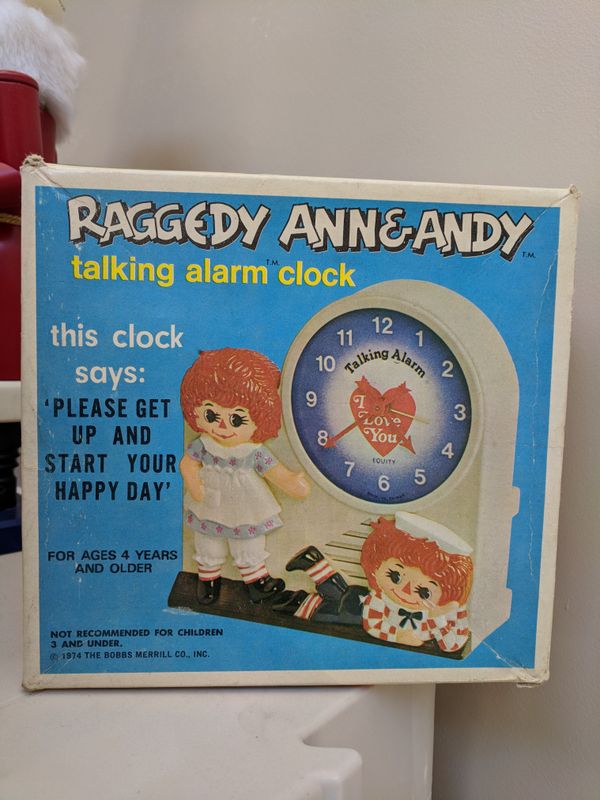 RAGGEDY ANN & ANDY T.M.
talking alarm T.M. clock
this clock
says:
'PLEASE GET
UP AND
START YOUR
HAPPY DAY'
12
1
2
3
4
5
6
7
8
9
10
11
Talking Alarm
I
Love
You
EQUITY
FOR AGES 4 YEARS
AND OLDER
NOT RECOMMENDED FOR CHILDREN
3 AND UNDER.
© 1974 THE BOBBS MERRILL CO., INC.